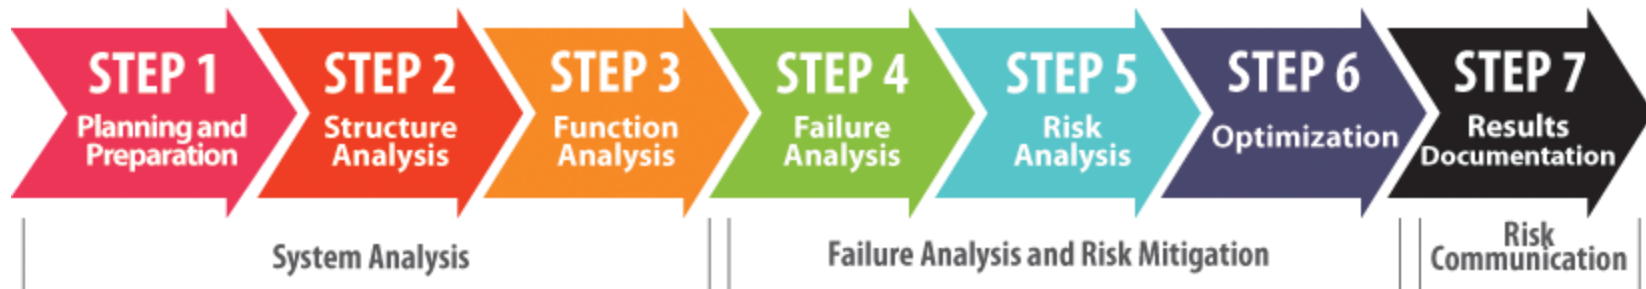 STEP 1
Planning and
Preparation
STEP 2
Structure
Analysis
STEP 3
Function
Analysis
STEP 4
Failure
Analysis
STEP 5
Risk
Analysis
STEP 6
Optimization
STEP 7
Results
Documentation
System Analysis
Failure Analysis and Risk Mitigation
Risk
Communication